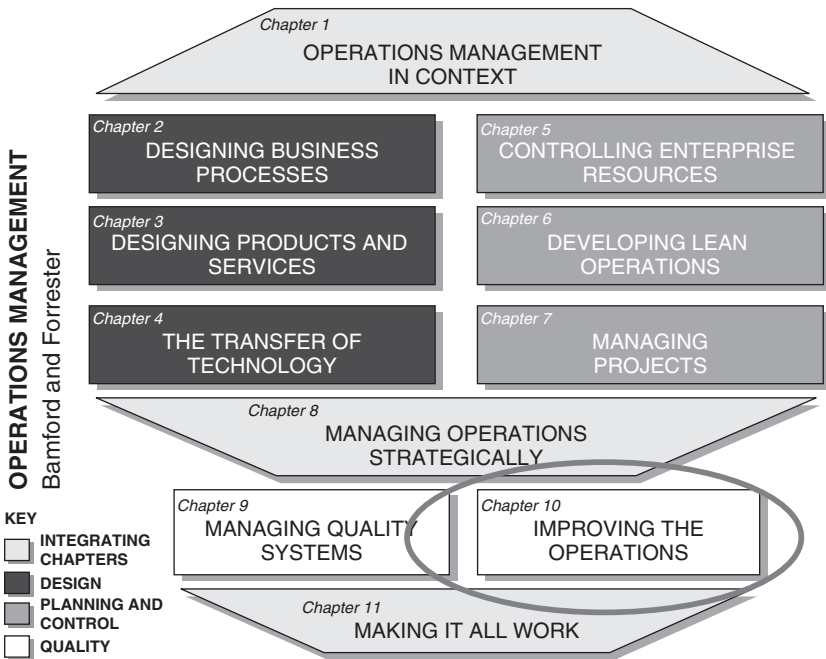 Chapter 1
OPERATIONS MANAGEMENT
IN CONTEXT
Chapter 2
DESIGNING BUSINESS
PROCESSES
Chapter 5
CONTROLLING ENTERPRISE
RESOURCES
Chapter 3
DESIGNING PRODUCTS AND
SERVICES
Chapter 6
DEVELOPING LEAN
OPERATIONS
Chapter 4
THE TRANSFER OF
TECHNOLOGY
Chapter 7
MANAGING
PROJECTS
OPERATIONS MANAGEMENT
Bamford and Forrester
Chapter 8
MANAGING OPERATIONS
STRATEGICALLY
Chapter 9
MANAGING QUALITY
SYSTEMS
Chapter 10
IMPROVING THE
OPERATIONS
Chapter 11
MAKING IT ALL WORK
KEY
INTEGRATING
CHAPTERS
DESIGN
PLANNING AND
CONTROL
QUALITY